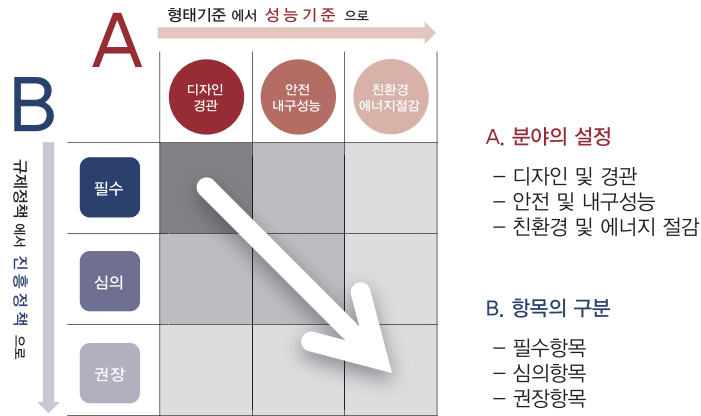 A
형태기준 에서 성능기준 으로
B
규제정책 에서 진흥정책 으로
디자인
경관
안전
내구성능
친환경
에너지절감
필수
심의
권장
A. 분야의 설정
– 디자인 및 경관
– 안전 및 내구성능
– 친환경 및 에너지 절감
B. 항목의 구분
– 필수항목
– 심의항목
– 권장항목